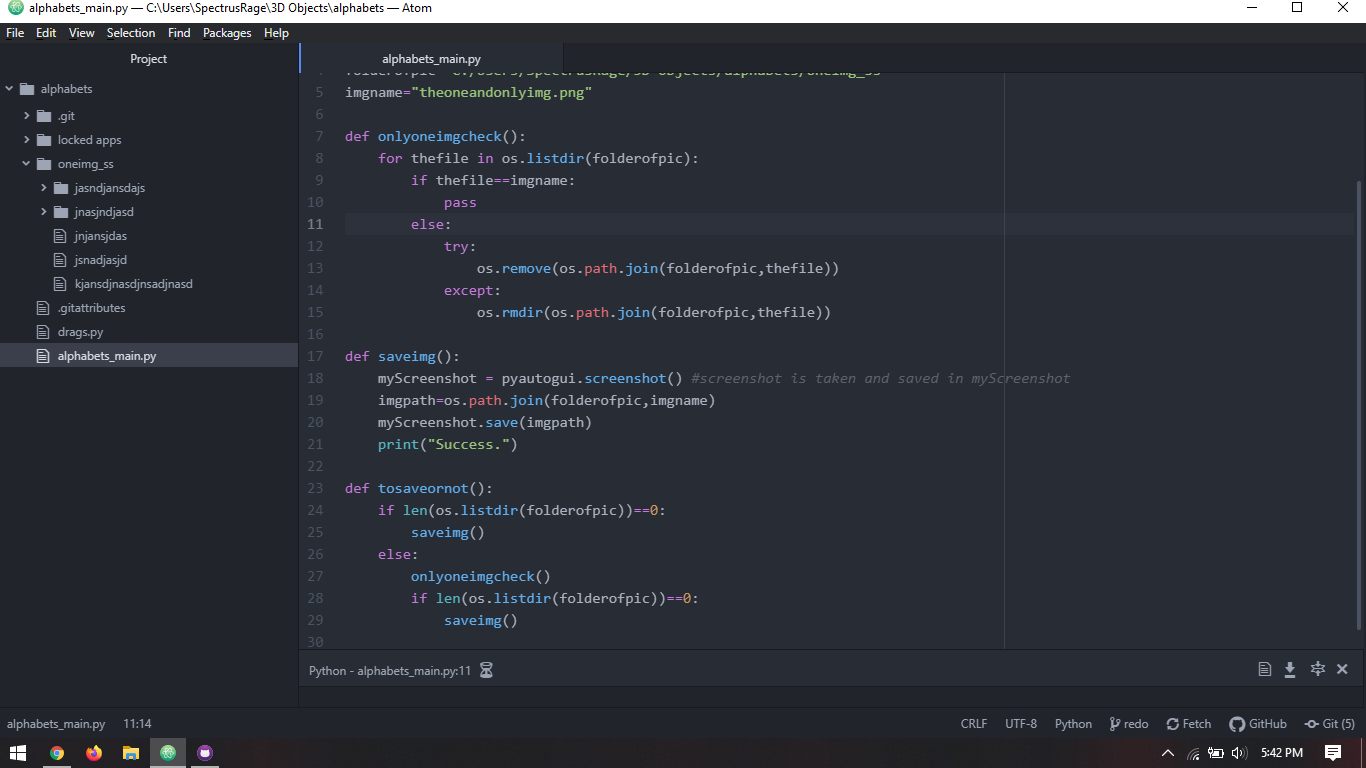 alphabets_main.py — C:\Users\SpectrusRage\3D Objects\alphabets — Atom
File Edit View Selection Find Packages Help
Project
alphabets
.git
locked apps
oneimg_ss
jasndjansdajs
jnasjndjasd
jnjansjdas
jsnadjasjd
kjansdjnasdjnsadjnasd
.gitattributes
drags.py
alphabets_main.py
alphabets_main.py
5 imgname="theoneandonlyimg.png"
6
7 def onlyoneimgcheck():
8 for thefile in os.listdir(folderofpic):
9 if thefile==imgname:
10 pass
11 else:
12 try:
13 os.remove(os.path.join(folderofpic,thefile))
14 except:
15 os.rmdir(os.path.join(folderofpic,thefile))
16
17 def saveimg():
18 myScreenshot = pyautogui.screenshot() #screenshot is taken and saved in myScreenshot
19 imgpath=os.path.join(folderofpic,imgname)
20 myScreenshot.save(imgpath)
21 print("Success.")
22
23 def tosaveornot():
24 if len(os.listdir(folderofpic))==0:
25 saveimg()
26 else:
27 onlyoneimgcheck()
28 if len(os.listdir(folderofpic))==0:
29 saveimg()
30
Python - alphabets_main.py:11
alphabets_main.py 11:14 CRLF UTF-8 Python redo Fetch GitHub Git (5)
5:42 PM